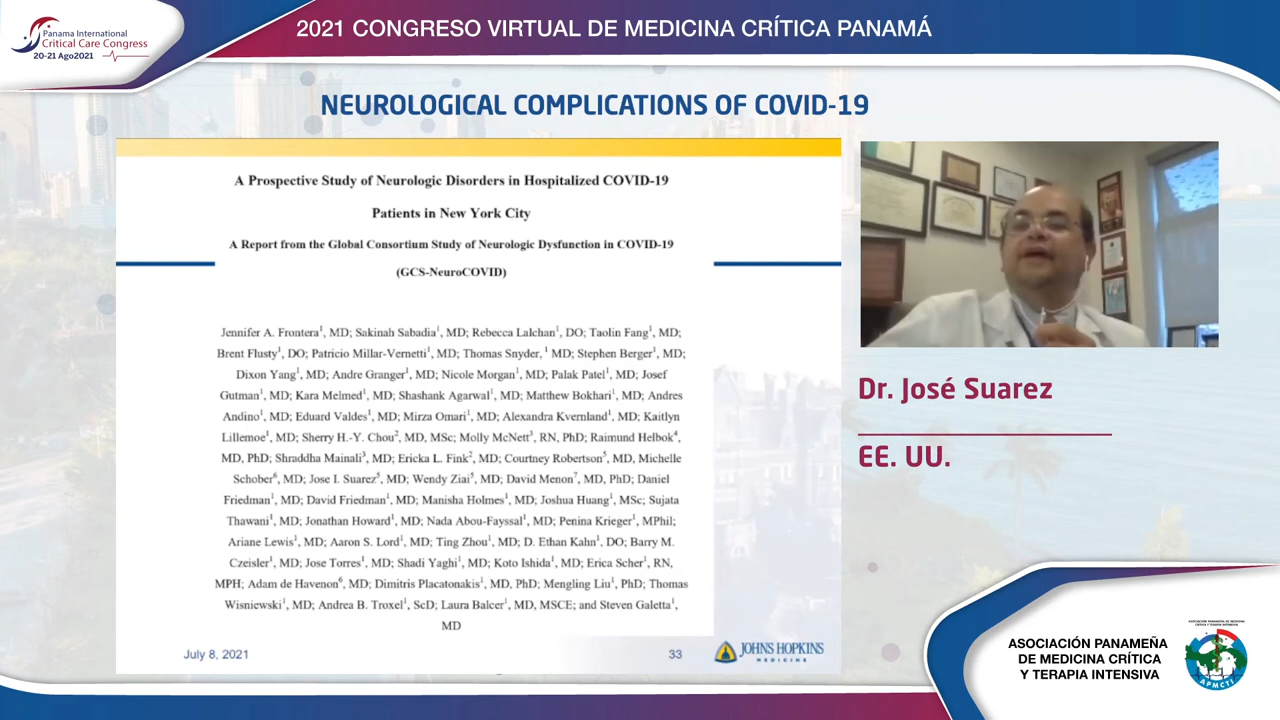 Panama International
Critical Care Congress
20-21 Ago2021
2021 CONGRESO VIRTUAL DE MEDICINA CRÍTICA PANAMÁ
NEUROLOGICAL COMPLICATIONS OF COVID-19
A Prospective Study of Neurologic Disorders in Hospitalized COVID-19
Patients in New York City
A Report from the Global Consortium Study of Neurologic Dysfunction in COVID-19
(GCS-NeuroCOVID)
Jennifer A. Frontera¹, MD; Sakinah Sabadia¹, MD; Rebecca Lalchan¹, DO; Taolin Fang¹, MD;
Brent Flusty¹, DO; Patricio Millar-Vernetti¹, MD; Thomas Snyder, ¹ MD; Stephen Berger¹, MD;
Dixon Yang¹, MD; Andre Granger¹, MD; Nicole Morgan¹, MD; Palak Patel¹, MD; Josef
Gutman¹, MD; Kara Melmed¹, MD; Shashank Agarwal¹, MD; Matthew Bokhari¹, MD; Andres
Andino¹, MD; Eduard Valdes¹, MD; Mirza Omari¹, MD; Alexandra Kvernland¹, MD; Kaitlyn
Lillemoe¹, MD; Sherry H.-Y. Chou², MD, MSc; Molly McNett³, RN, PhD; Raimund Helbok⁴,
MD, PhD; Shraddha Mainali³, MD; Ericka L. Fink², MD; Courtney Robertson⁵, MD, Michelle
Schober⁶, MD; Jose I. Suarez⁵, MD; Wendy Ziai⁵, MD; David Menon⁷, MD, PhD; Daniel
Friedman¹, MD; David Friedman¹, MD; Manisha Holmes¹, MD; Joshua Huang¹, MSc; Sujata
Thawani¹, MD; Jonathan Howard¹, MD; Nada Abou-Fayssal¹, MD; Penina Krieger¹, MPhil;
Ariane Lewis¹, MD; Aaron S. Lord¹, MD; Ting Zhou¹, MD; D. Ethan Kahn¹, DO; Barry M.
Czeisler¹, MD; Jose Torres¹, MD; Shadi Yaghi¹, MD; Koto Ishida¹, MD; Erica Scher¹, RN,
MPH; Adam de Havenon⁶, MD; Dimitris Placatonakis¹, MD, PhD; Mengling Liu¹, PhD; Thomas
Wisniewski¹, MD; Andrea B. Troxel¹, ScD; Laura Balcer¹, MD, MSCE; and Steven Galetta¹,
MD
July 8, 2021
33
JOHNS HOPKINS
MEDICINE
Dr. José Suarez
EE. UU.
ASOCIACIÓN PANAMEÑA
DE MEDICINA CRÍTICA
Y TERAPIA INTENSIVA
ASOCIACIÓN PANAMEÑA DE MEDICINA
CRÍTICA Y TERAPIA INTENSIVA
APMCTI